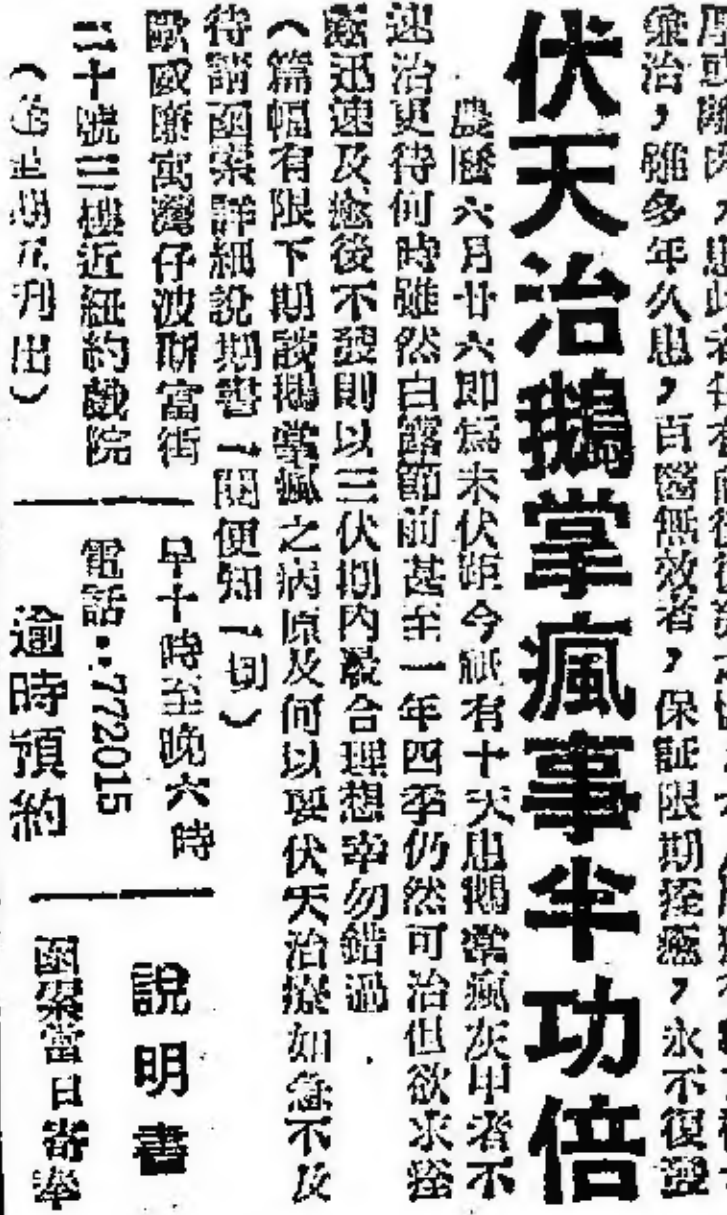 彙治，雖多年久患，百醫無效者，保証限期痊癒，永不復發
伏天治鵝掌瘋事半功倍
農曆六月廿六即為末伏距今祇有十天患鵝掌瘋灰甲者不
速治更待何時雖然白露節前甚至一年四季仍然可治但欲求痊
癒迅速及癒後不發則以三伏期內最合理想幸勿錯過
（篇幅有限下期談鵝掌瘋之病原及何以要伏天治療如急不及
待請函索詳細說明書一閱便知一切）
歐威廉寓灣仔波斯富街
二十號三樓近紐約戲院
（逢星期五刊出）
早十時至晚六時
電話：772015
逾時預約
說明書
函索當日寄奉